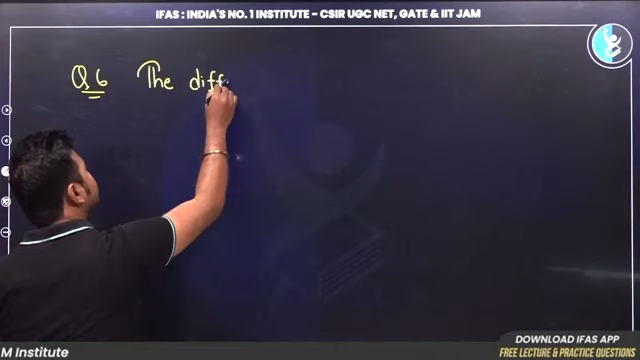 IFAS : INDIA'S NO. 1 INSTITUTE - CSIR UGC NET, GATE & IIT JAM
Q.6 The diff
DOWNLOAD IFAS APP
M Institute
FREE LECTURE & PRACTICE QUESTIONS